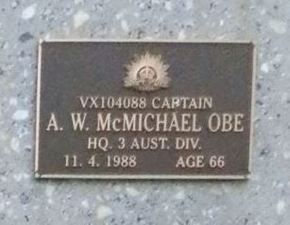 VX104088 CAPTAIN
A. W. McMICHAEL OBE
HQ. 3 AUST. DIV.
11. 4. 1988 AGE 66